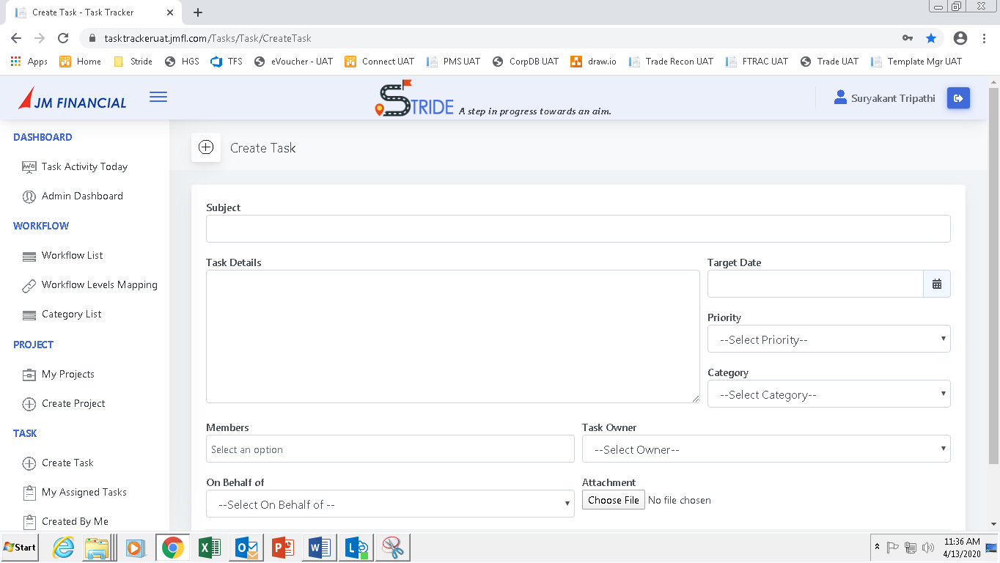 Create Task - Task Tracker
tasktrackeruat.jmfl.com/Tasks/Task/CreateTask
Apps Home Stride HGS TFS eVoucher - UAT Connect UAT PMS UAT CorpDB UAT draw.io Trade Recon UAT FTRAC UAT Trade UAT Template Mgr UAT
JM FINANCIAL
STRIDE A step in progress towards an aim.
Suryakant Tripathi
DASHBOARD
Task Activity Today
Admin Dashboard
WORKFLOW
Workflow List
Workflow Levels Mapping
Category List
PROJECT
My Projects
Create Project
TASK
Create Task
My Assigned Tasks
Created By Me
Create Task
Subject
Task Details
Target Date
Priority
--Select Priority--
Category
--Select Category--
Members
Select an option
Task Owner
--Select Owner--
On Behalf of
--Select On Behalf of --
Attachment
Choose File No file chosen
Start
11:36 AM
4/13/2020